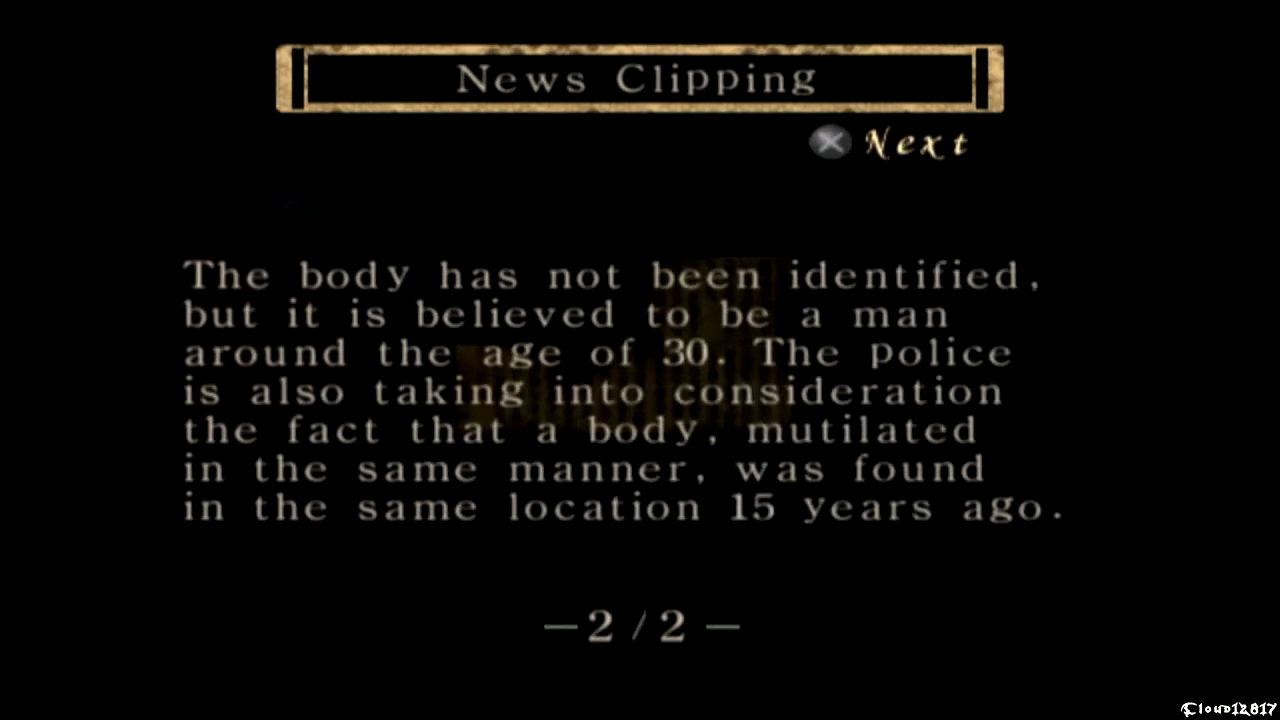 News Clipping
Next
The body has not been identified,
but it is believed to be a man
around the age of 30. The police
is also taking into consideration
the fact that a body, mutilated
in the same manner, was found
in the same location 15 years ago.
—2/2—
Cloud12817